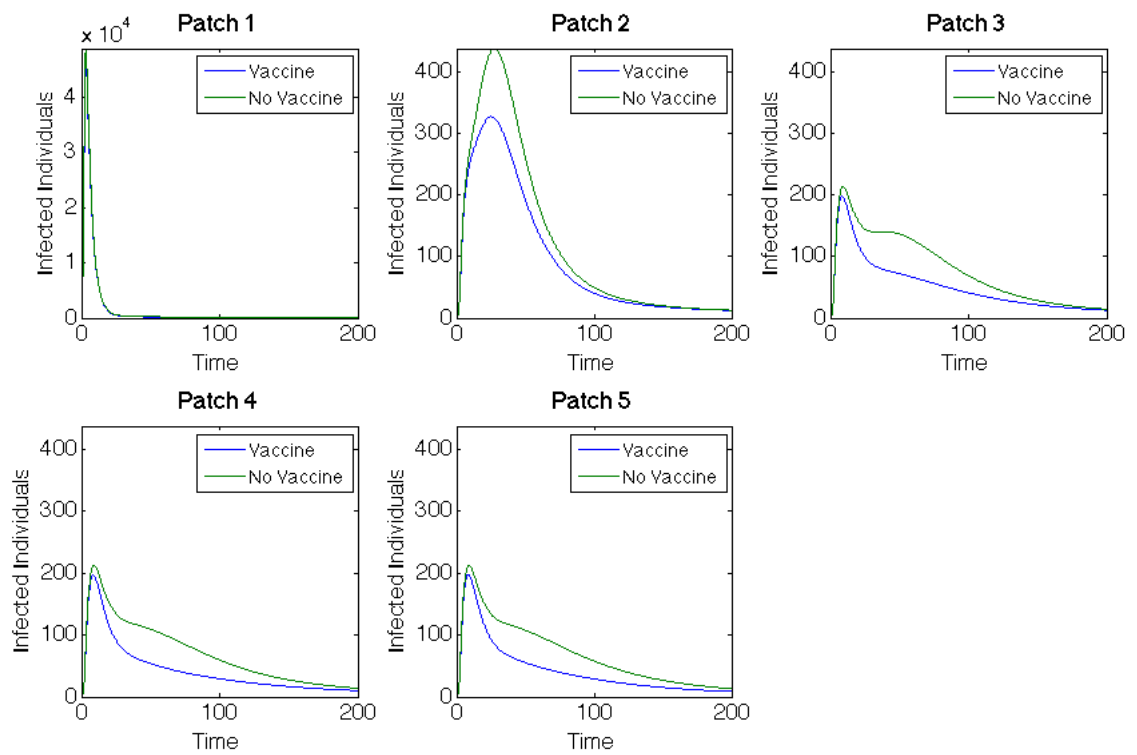 Patch 1
Patch 2
Patch 3
x 10^4
Vaccine
No Vaccine
Infected Individuals
4
3
2
1
0
0
100
200
Time
Vaccine
No Vaccine
Infected Individuals
400
300
200
100
0
0
100
200
Time
Vaccine
No Vaccine
Infected Individuals
400
300
200
100
0
0
100
200
Time
Patch 4
Patch 5
Vaccine
No Vaccine
Infected Individuals
400
300
200
100
0
0
100
200
Time
Vaccine
No Vaccine
Infected Individuals
400
300
200
100
0
0
100
200
Time